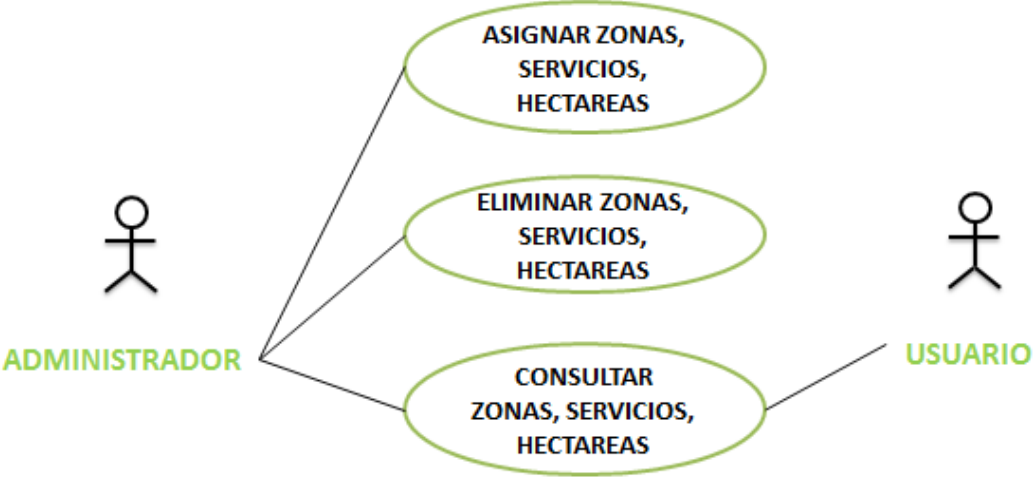 ASIGNAR ZONAS,
SERVICIOS,
HECTAREAS
ELIMINAR ZONAS,
SERVICIOS,
HECTAREAS
ADMINISTRADOR
USUARIO
CONSULTAR
ZONAS, SERVICIOS,
HECTAREAS